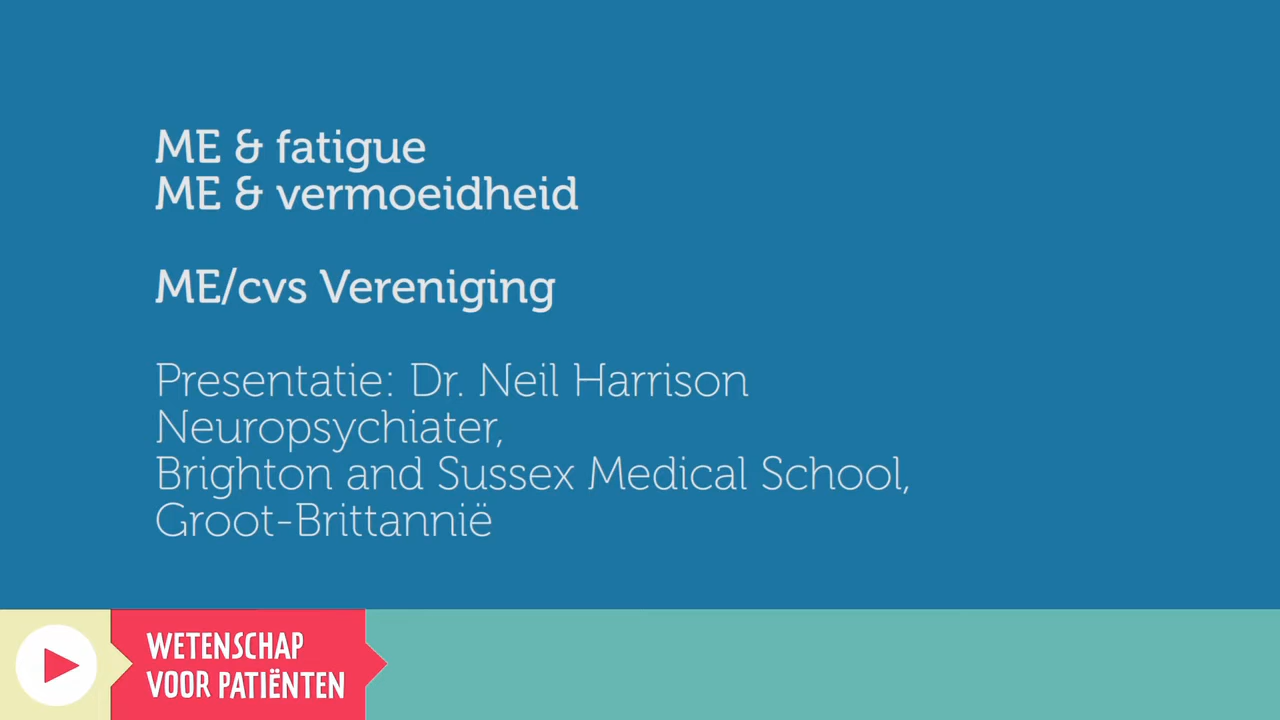 ME & fatigue
ME & vermoeidheid
ME/cvs Vereniging
Presentatie: Dr. Neil Harrison
Neuropsychiater,
Brighton and Sussex Medical School,
Groot-Brittannië
WETENSCHAP
VOOR PATIËNTEN